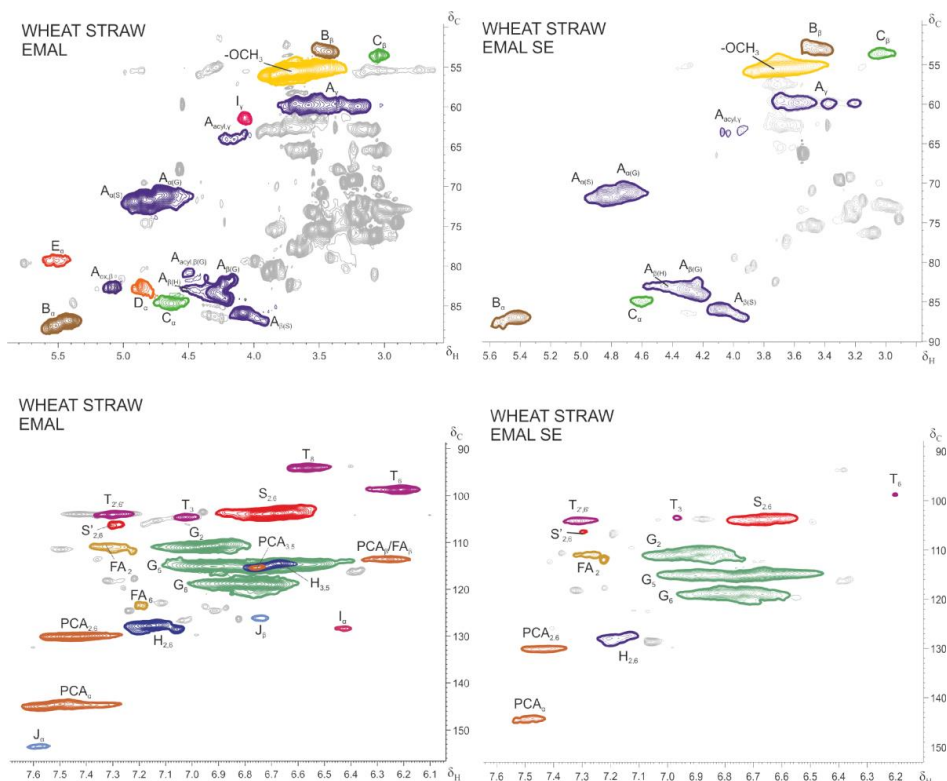 WHEAT STRAW
EMAL
δC
-OCH3
Bβ
Cβ
Aγ
Iγ
Aacyl,γ
Aα(S)
Aα(G)
Eα
Aox,β
Dα
Aacyl,β(G)
Aβ(H)
Aβ(G)
Cα
Bα
Aβ(S)
55
60
65
70
75
80
85
5.5 5.0 4.5 4.0 3.5 3.0
δH
WHEAT STRAW
EMAL SE
δC
-OCH3
Bβ
Cβ
Aγ
Aacyl,γ
Aα(S)
Aα(G)
Aβ(H)
Aβ(G)
Cα
Aβ(S)
Bα
55
60
65
70
75
80
85
90
5.6 5.4 5.2 5.0 4.8 4.6 4.4 4.2 4.0 3.8 3.6 3.4 3.2 3.0
δH
WHEAT STRAW
EMAL
δC
T8
T6
T2',6'
T3
S2,6
S'2,6
G2
PCA3,5
PCAβ/FAβ
FA2
G5
H3,5
G6
FA6
H2,6
Jβ
Iα
PCA2,6
PCAα
Jα
90
100
110
120
130
140
150
7.6 7.5 7.4 7.3 7.2 7.1 7.0 6.9 6.8 6.7 6.6 6.5 6.4 6.3 6.2 6.1
δH
WHEAT STRAW
EMAL SE
δC
T6
T2',6'
T3
S2,6
S'2,6
G2
FA2
G5
G6
PCA2,6
H2,6
PCAα
90
100
110
120
130
140
150
7.6 7.5 7.4 7.3 7.2 7.1 7.0 6.9 6.8 6.7 6.6 6.5 6.4 6.3 6.2
δH